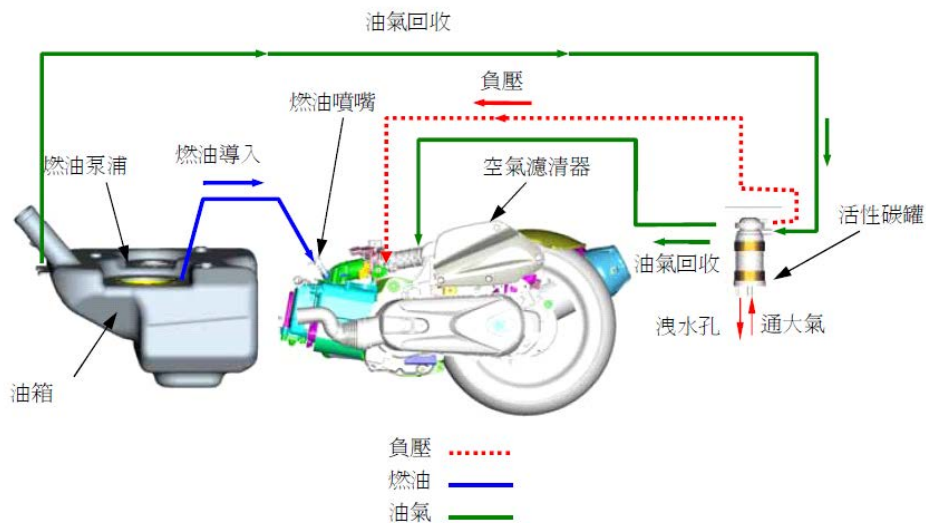 油氣回收
負壓
燃油噴嘴
燃油泵浦
燃油導入
空氣濾清器
活性碳罐
油氣回收
洩水孔
通大氣
油箱
負壓
燃油
油氣